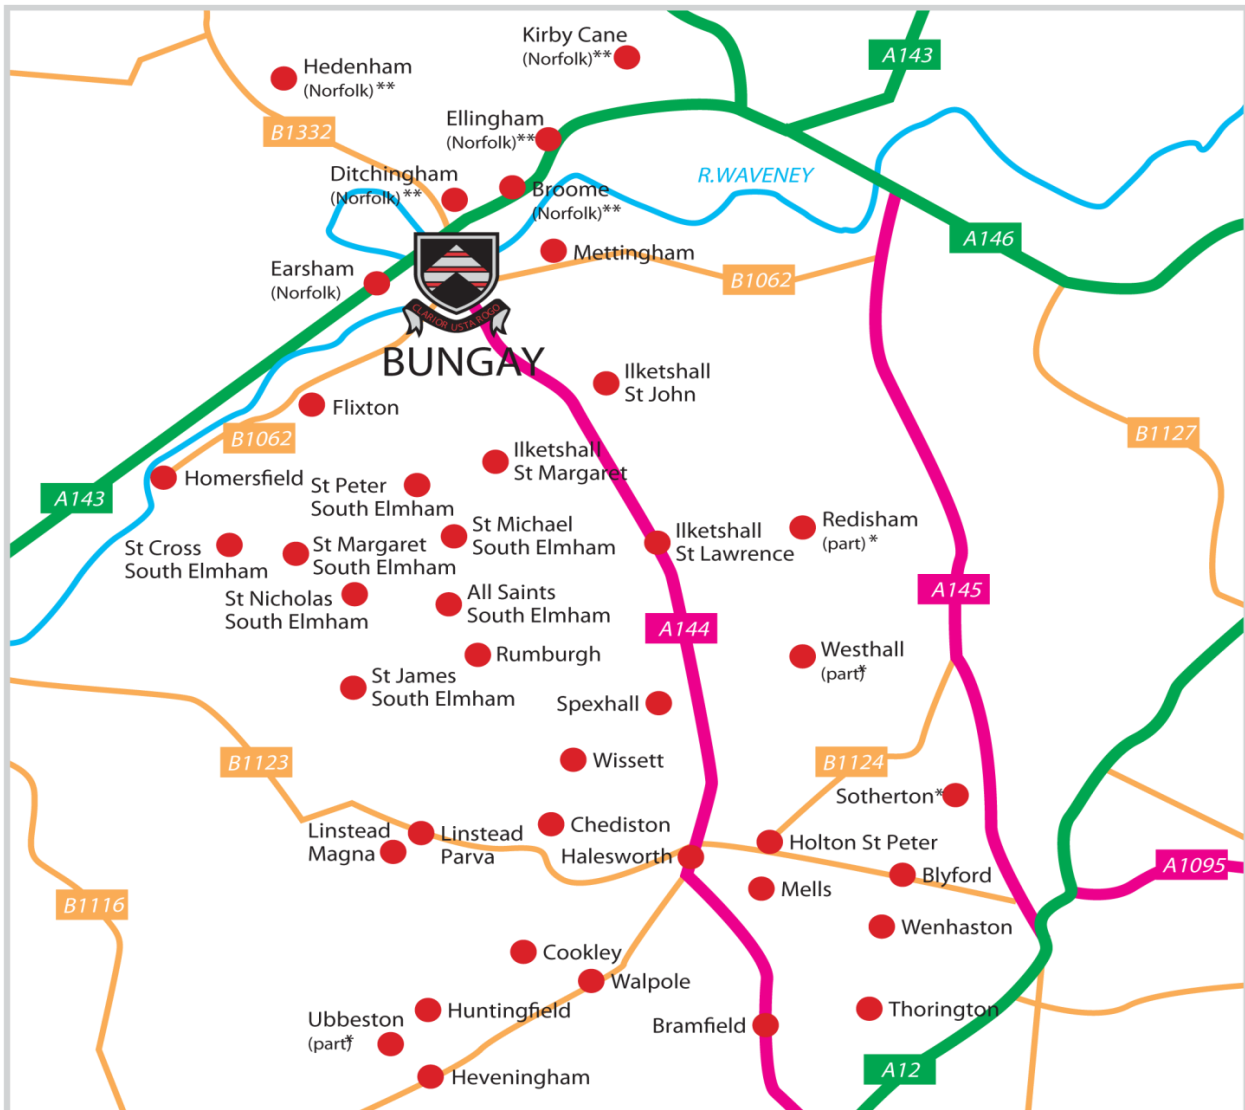 Kirby Cane
(Norfolk)**
A143
Hedenham
(Norfolk)**
Ellingham
(Norfolk)**
B1332
Ditchingham
(Norfolk)**
R.WAVENEY
Broome
(Norfolk)**
A146
Mettingham
Earsham
(Norfolk)
B1062
CLARIOR USTA ROGO
BUNGAY
Ilketshall
St John
Flixton
B1062
B1127
Ilketshall
St Margaret
Homersfield
St Peter
South Elmham
A143
St Michael
South Elmham
Ilketshall
St Lawrence
Redisham
(part)*
St Cross
South Elmham
St Margaret
South Elmham
St Nicholas
South Elmham
All Saints
South Elmham
A145
A144
Rumburgh
Westhall
(part)*
St James
South Elmham
Spexhall
B1123
Wissett
B1124
Sotherton*
Linstead
Magna
Linstead
Parva
Chediston
Halesworth
Holton St Peter
Blyford
A1095
Mells
B1116
Wenhaston
Cookley
Walpole
Huntingfield
Thorington
Ubbeston
(part)*
Bramfield
A12
Heveningham